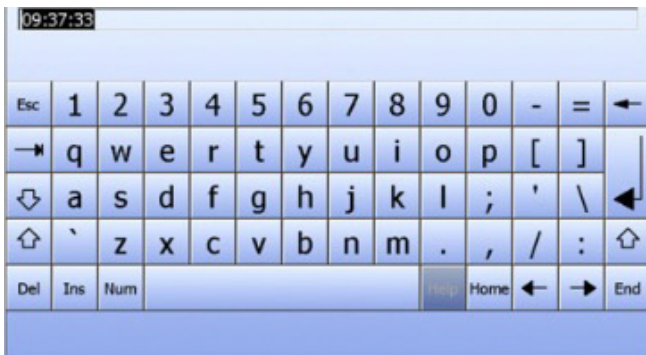 09:37:33
Esc 1 2 3 4 5 6 7 8 9 0 - =
q w e r t y u i o p [ ]
a s d f g h j k l ; ' \
` z x c v b n m . , / :
Del Ins Num Help Home End